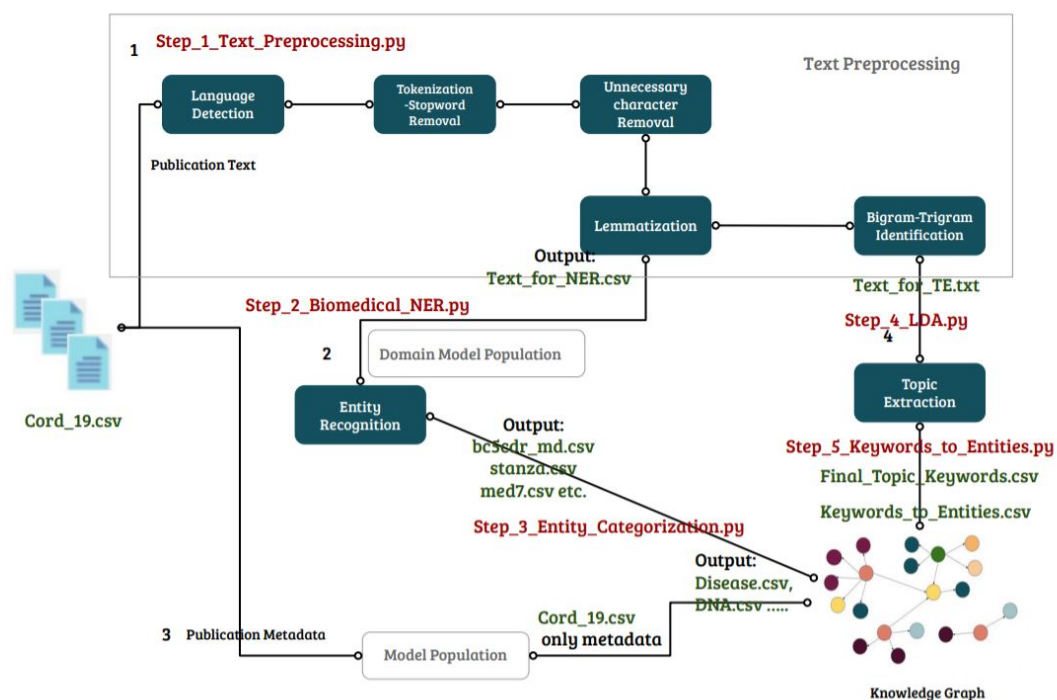 1
Step_1_Text_Preprocessing.py
Text Preprocessing
Language
Detection
Tokenization
-Stopword
Removal
Unnecessary
character
Removal
Publication Text
Lemmatization
Bigram-Trigram
Identification
Output:
Text_for_NER.csv
Text_for_TE.txt
Step_2_Biomedical_NER.py
Step_4_LDA.py
4
2
Domain Model Population
Entity
Recognition
Topic
Extraction
Cord_19.csv
Output:
bc5cdr_md.csv
stanza.csv
med7.csv etc.
Step_5_Keywords_to_Entities.py
Final_Topic_Keywords.csv
Keywords_to_Entities.csv
Step_3_Entity_Categorization.py
Output:
Disease.csv,
DNA.csv .....
3
Publication Metadata
Cord_19.csv
only metadata
Model Population
Knowledge Graph